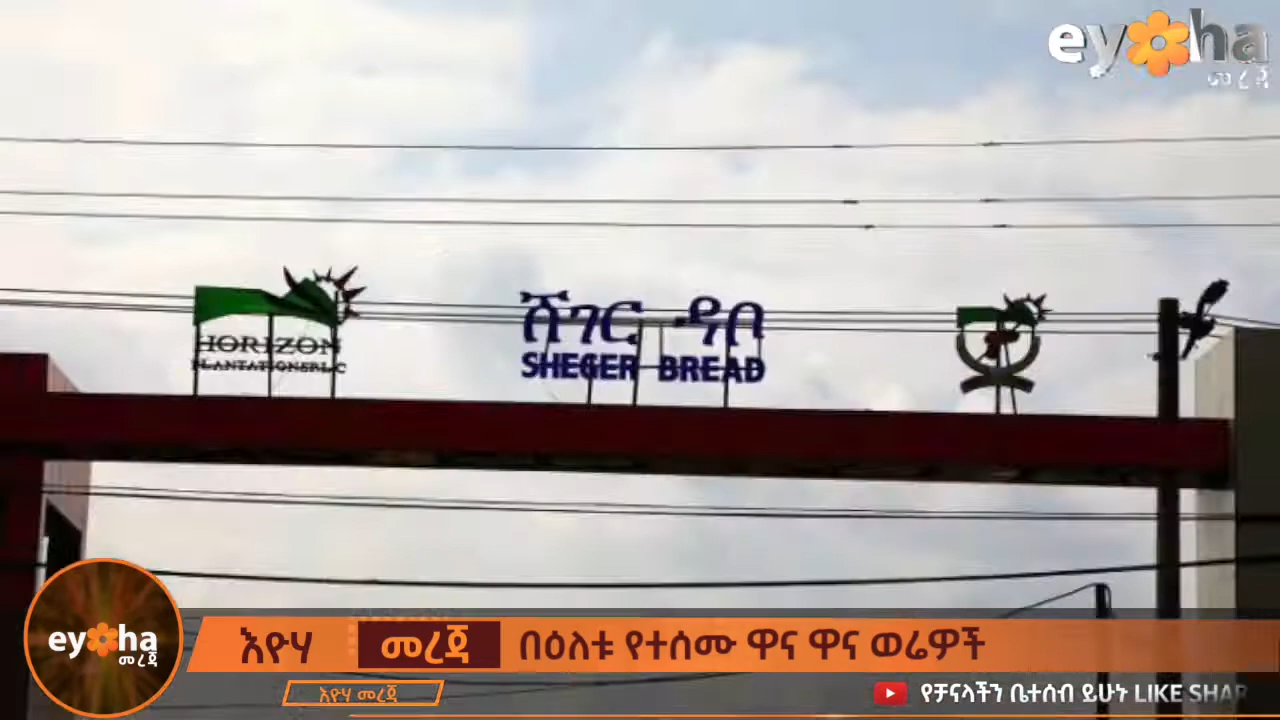 eyoha
መረጃ
HORIZON
PLANTATIONS PLC
ሸገር ዳቦ
SHEGER BREAD
eyoha
መረጃ
እዮሃ መረጃ በዕለቱ የተሰሙ ዋና ዋና ወሬዎች
እዮሃ መረጃ
የቻናላችን ቤተሰብ ይሁኑ LIKE SHAR